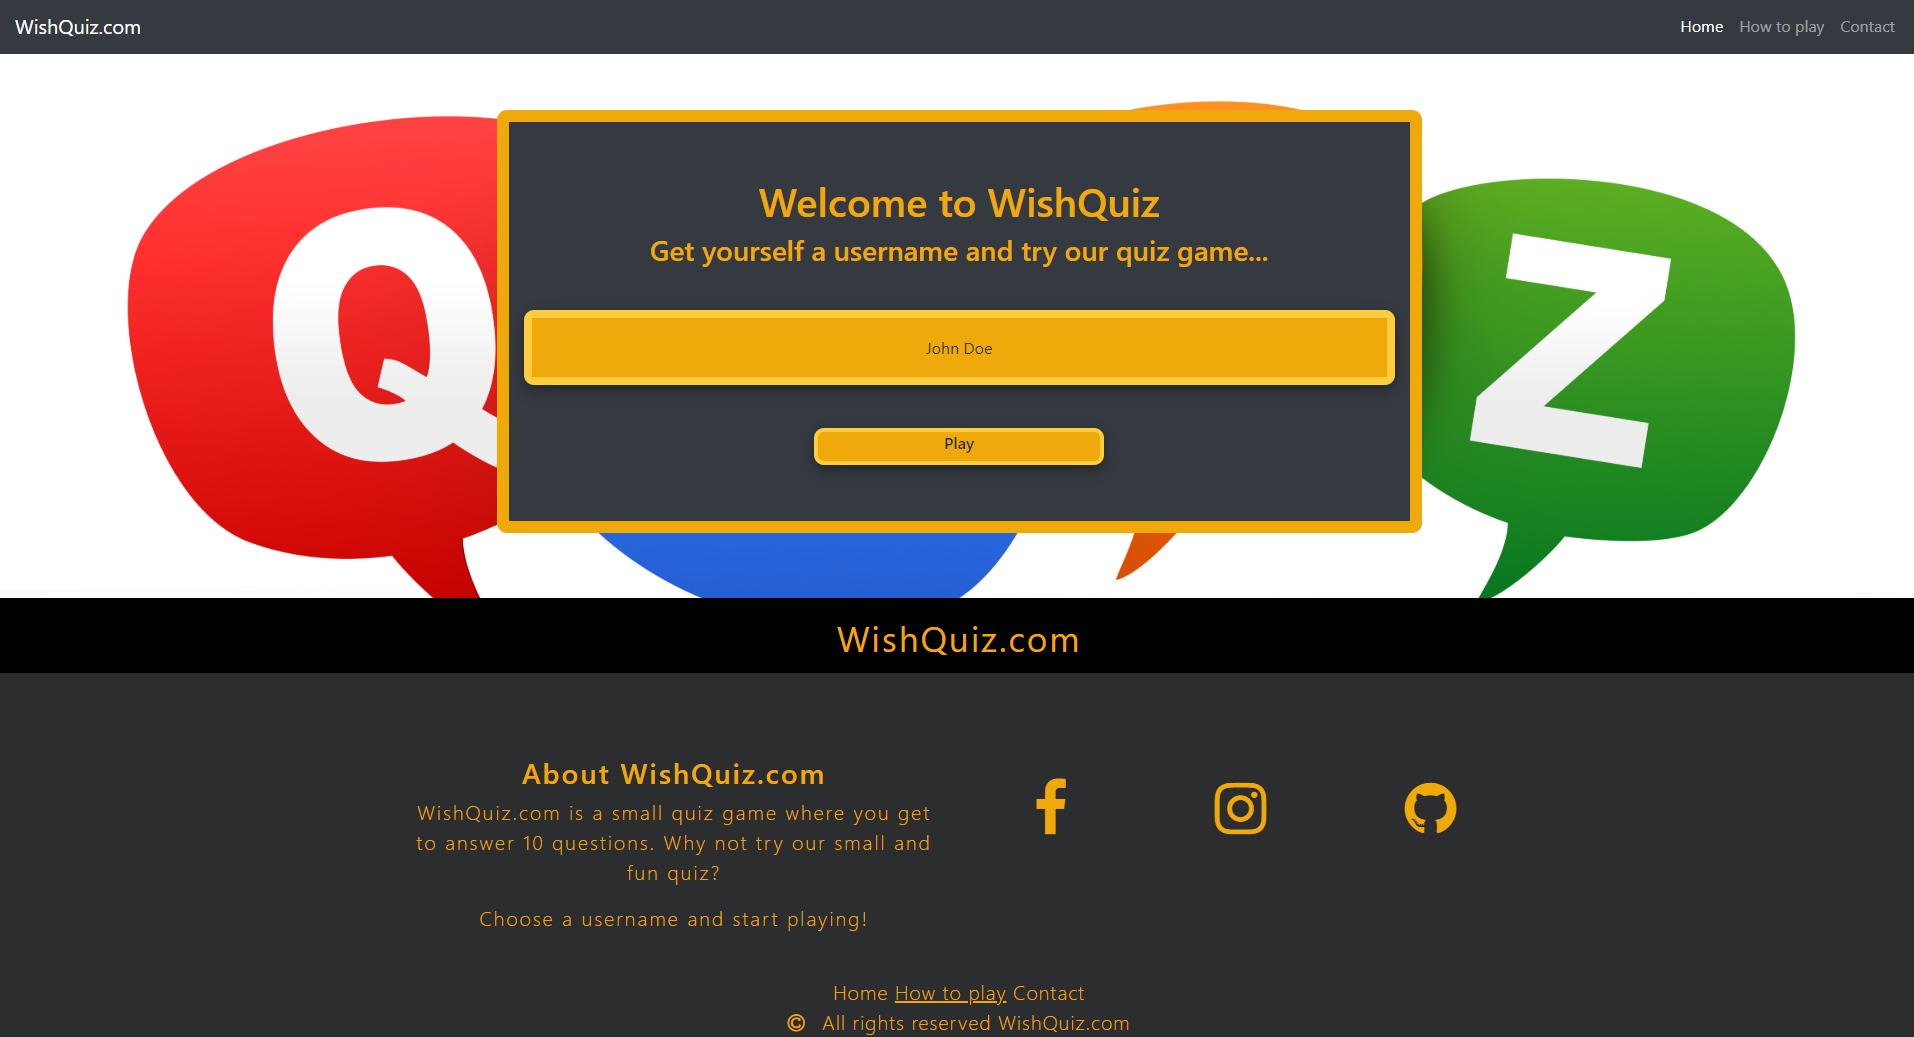 WishQuiz.com
Home How to play Contact
Q
Z
Welcome to WishQuiz
Get yourself a username and try our quiz game...
John Doe
Play
WishQuiz.com
About WishQuiz.com
WishQuiz.com is a small quiz game where you get
to answer 10 questions. Why not try our small and
fun quiz?
Choose a username and start playing!
Home How to play Contact
© All rights reserved WishQuiz.com